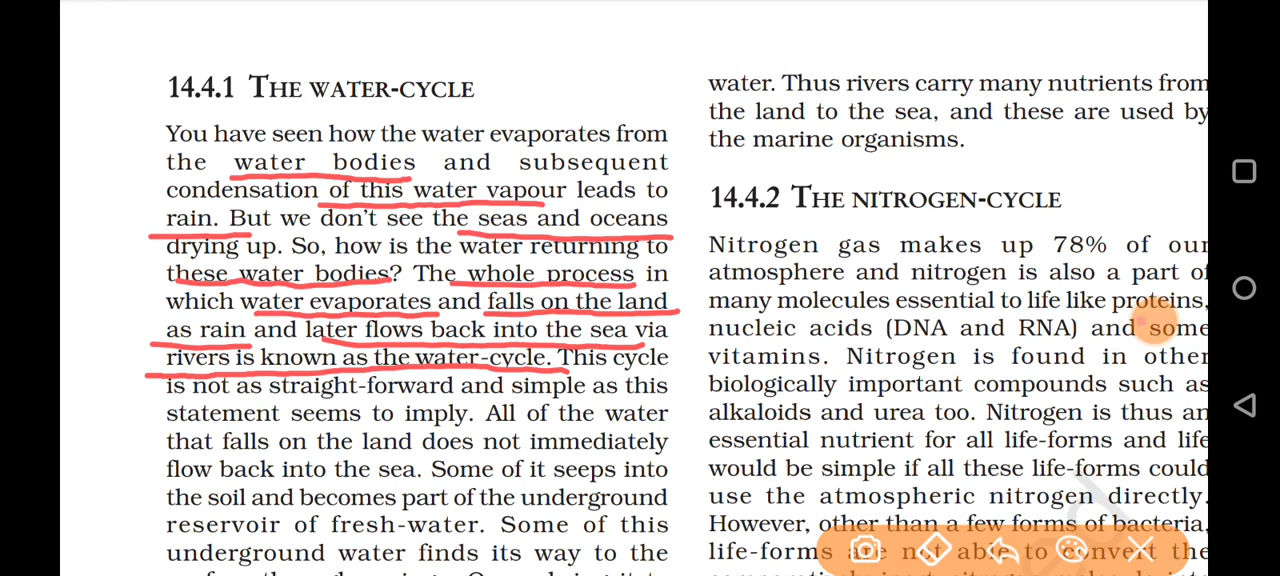 14.4.1 THE WATER-CYCLE
You have seen how the water evaporates from
the water bodies and subsequent
condensation of this water vapour leads to
rain. But we don't see the seas and oceans
drying up. So, how is the water returning to
these water bodies? The whole process in
which water evaporates and falls on the land
as rain and later flows back into the sea via
rivers is known as the water-cycle. This cycle
is not as straight-forward and simple as this
statement seems to imply. All of the water
that falls on the land does not immediately
flow back into the sea. Some of it seeps into
the soil and becomes part of the underground
reservoir of fresh-water. Some of this
underground water finds its way to the
water. Thus rivers carry many nutrients from
the land to the sea, and these are used by
the marine organisms.
14.4.2 THE NITROGEN-CYCLE
Nitrogen gas makes up 78% of our
atmosphere and nitrogen is also a part of
many molecules essential to life like proteins,
nucleic acids (DNA and RNA) and some
vitamins. Nitrogen is found in other
biologically important compounds such as
alkaloids and urea too. Nitrogen is thus an
essential nutrient for all life-forms and life
would be simple if all these life-forms could
use the atmospheric nitrogen directly.
However, other than a few forms of bacteria,
life-forms are not able to convert the